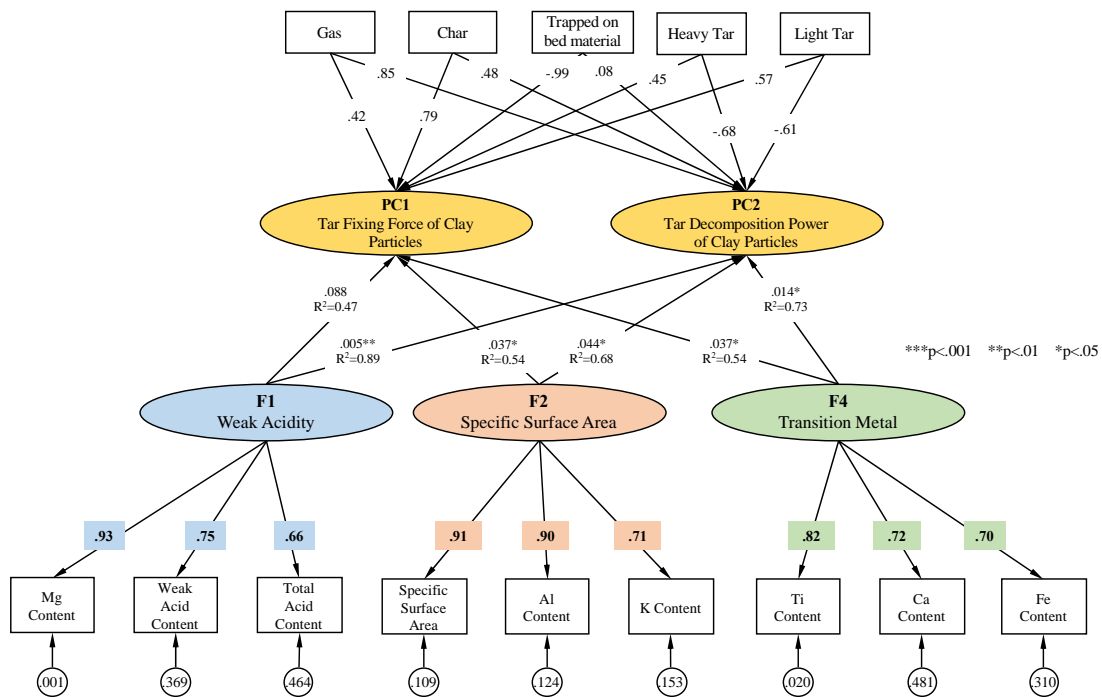 Gas
Char
Trapped on
bed material
Heavy Tar
Light Tar
.85
.48
-.99
.08
.45
.57
.42
.79
-.68
-.61
PC1
Tar Fixing Force of Clay
Particles
PC2
Tar Decomposition Power
of Clay Particles
.088
R²=0.47
.005**
R²=0.89
.037*
R²=0.54
.044*
R²=0.68
.037*
R²=0.54
.014*
R²=0.73
***p<.001 **p<.01 *p<.05
F1
Weak Acidity
F2
Specific Surface Area
F4
Transition Metal
.93
.75
.66
.91
.90
.71
.82
.72
.70
Mg
Content
Weak
Acid
Content
Total
Acid
Content
Specific
Surface
Area
Al
Content
K Content
Ti
Content
Ca
Content
Fe
Content
.001
.369
.464
.109
.124
.153
.020
.481
.310